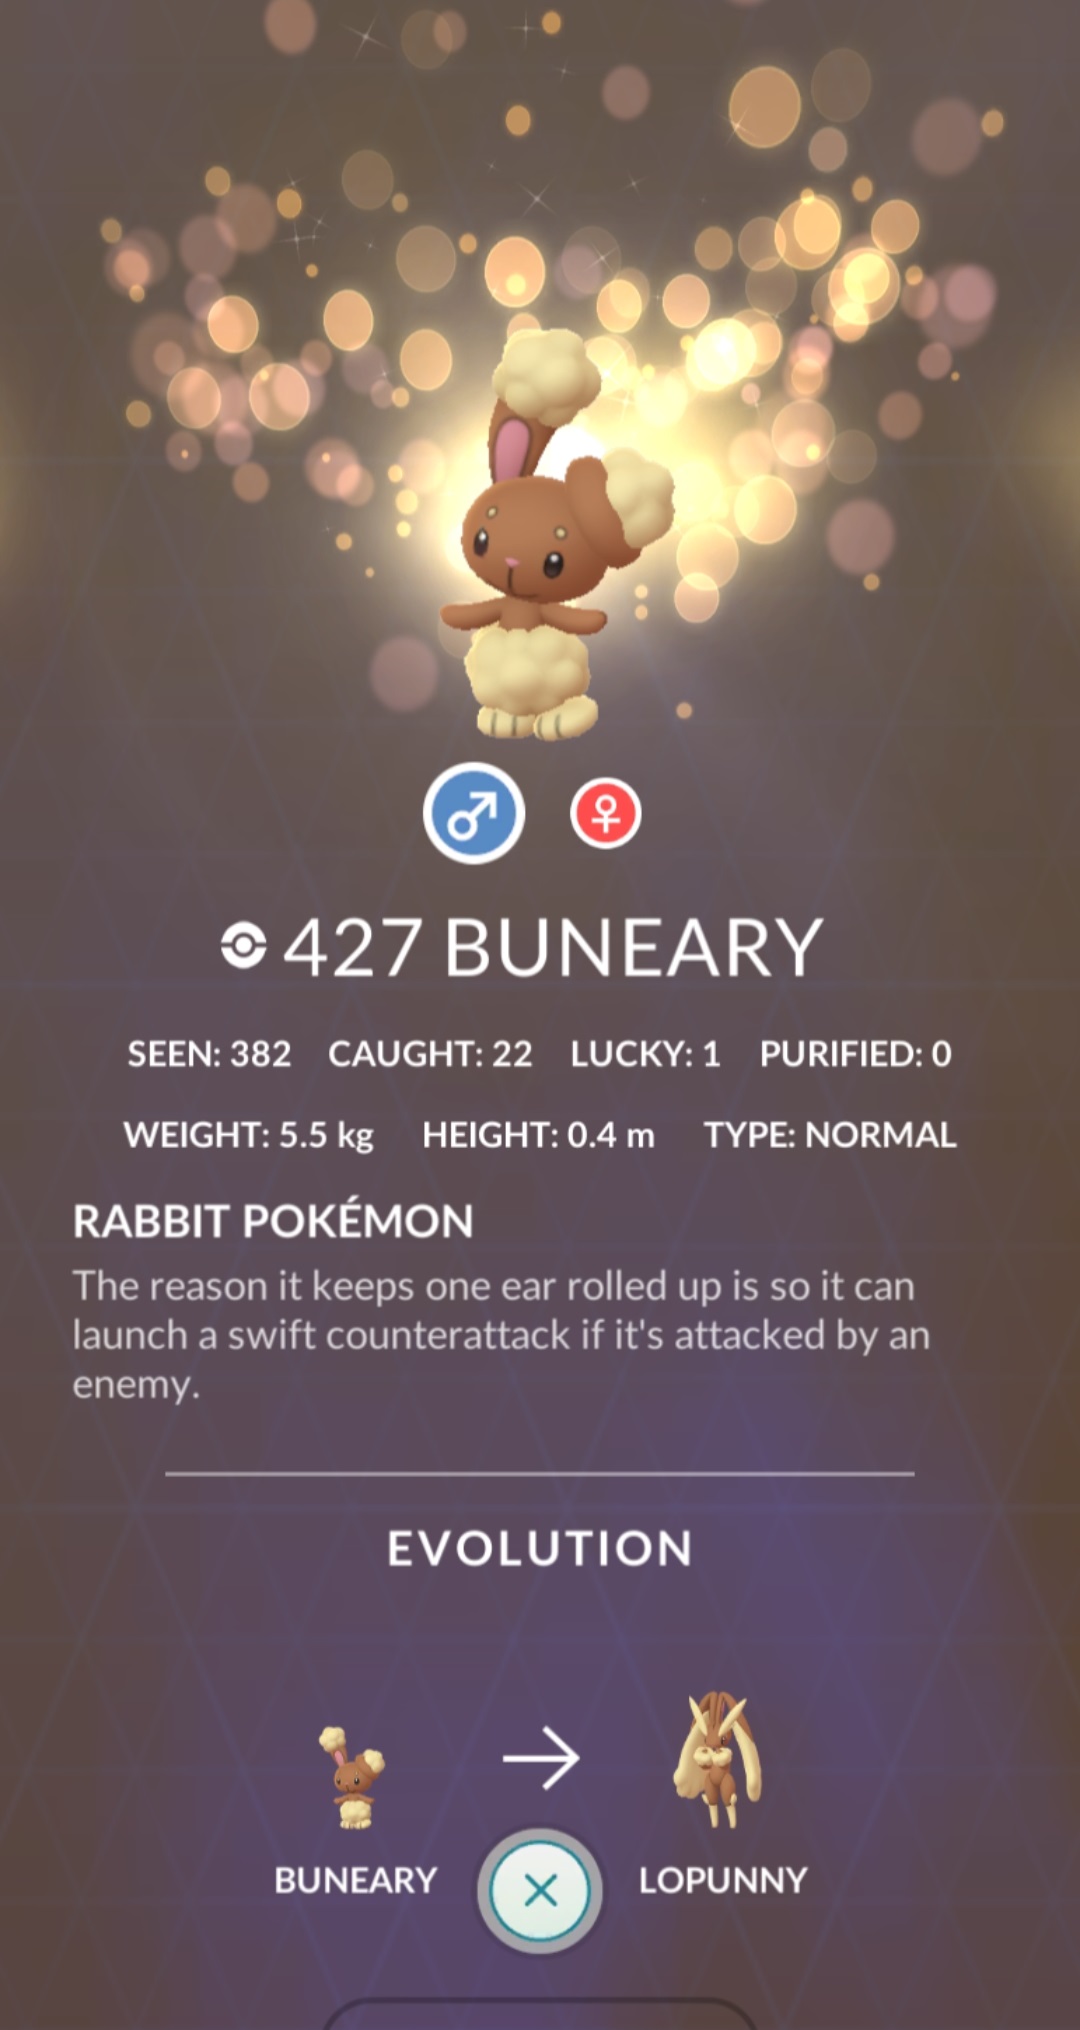 427 BUNEARY
SEEN: 382 CAUGHT: 22 LUCKY: 1 PURIFIED: 0
WEIGHT: 5.5 kg HEIGHT: 0.4 m TYPE: NORMAL
RABBIT POKÉMON
The reason it keeps one ear rolled up is so it can
launch a swift counterattack if it's attacked by an
enemy.
EVOLUTION
BUNEARY LOPUNNY